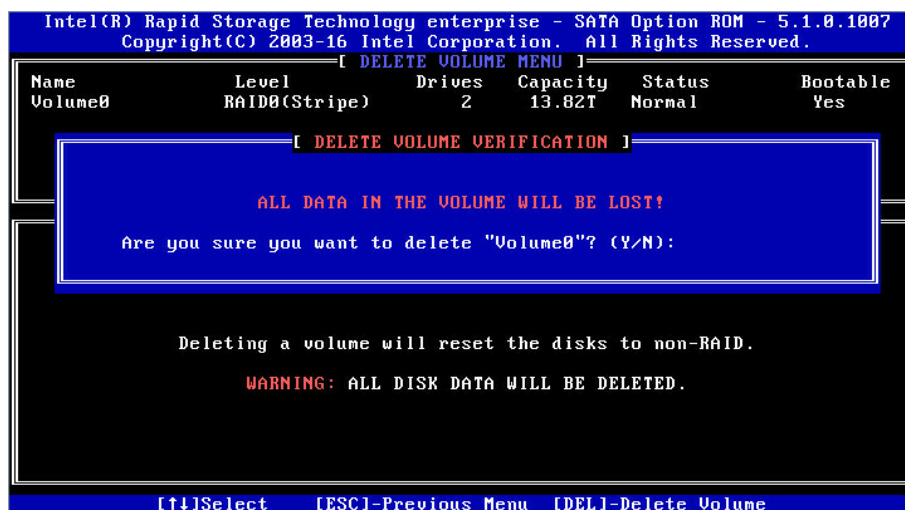 Intel(R) Rapid Storage Technology enterprise - SATA Option ROM - 5.1.0.1007
Copyright(C) 2003-16 Intel Corporation. All Rights Reserved.
[ DELETE VOLUME MENU ]
Name Level Drives Capacity Status Bootable
Volume0 RAID0(Stripe) 2 13.82T Normal Yes
[ DELETE VOLUME VERIFICATION ]
ALL DATA IN THE VOLUME WILL BE LOST!
Are you sure you want to delete "Volume0"? (Y/N):
Deleting a volume will reset the disks to non-RAID.
WARNING: ALL DISK DATA WILL BE DELETED.
[↑↓]Select [ESC]-Previous Menu [DEL]-Delete Volume